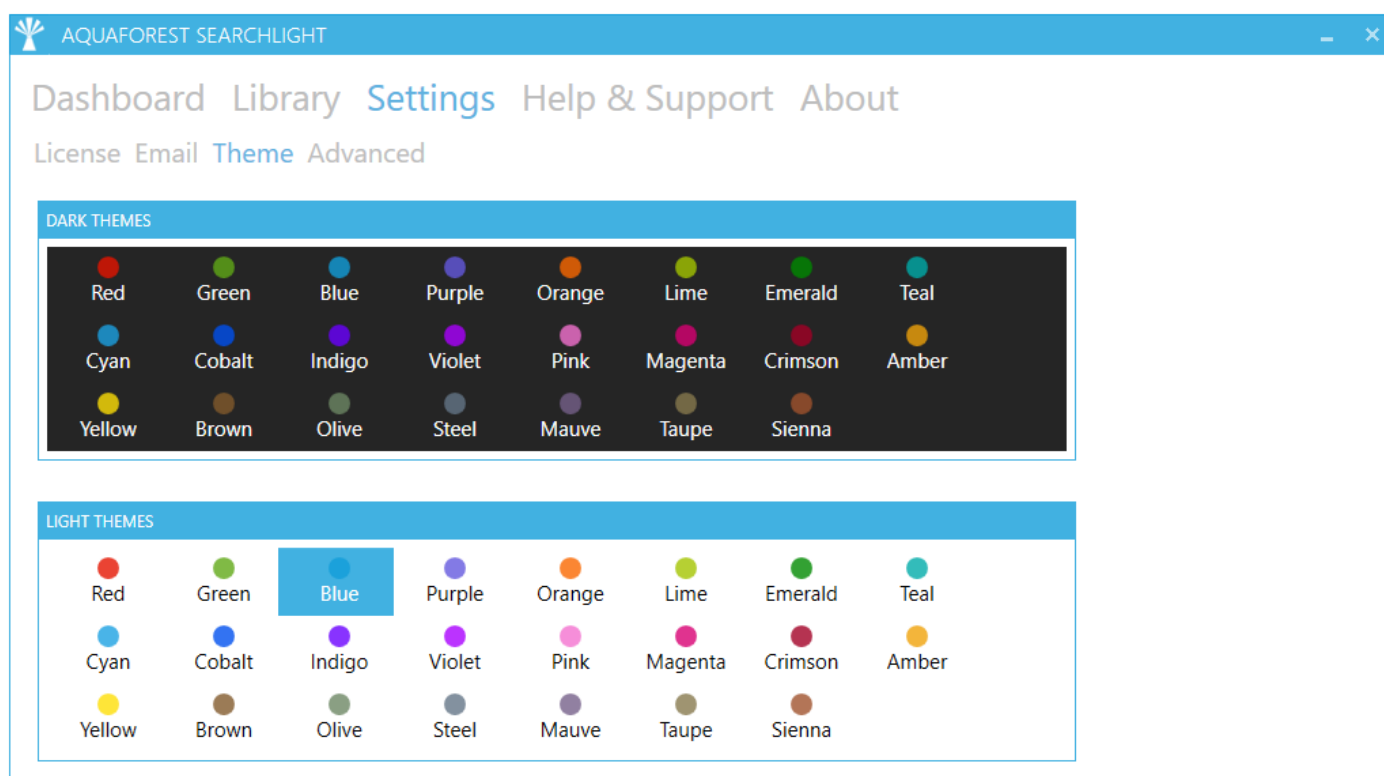 AQUAFOREST SEARCHLIGHT
Dashboard Library Settings Help & Support About
License Email Theme Advanced
DARK THEMES
Red Green Blue Purple Orange Lime Emerald Teal
Cyan Cobalt Indigo Violet Pink Magenta Crimson Amber
Yellow Brown Olive Steel Mauve Taupe Sienna
LIGHT THEMES
Red Green Blue Purple Orange Lime Emerald Teal
Cyan Cobalt Indigo Violet Pink Magenta Crimson Amber
Yellow Brown Olive Steel Mauve Taupe Sienna